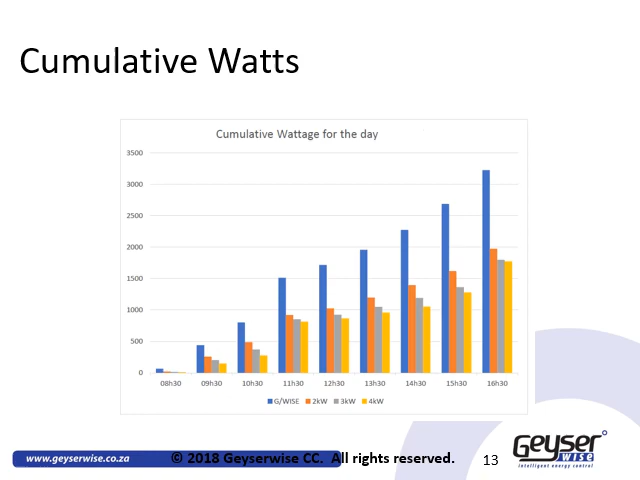 Cumulative Watts
Cumulative Wattage for the day
3500
3000
2500
2000
1500
1000
500
0
08h30 09h30 10h30 11h30 12h30 13h30 14h30 15h30 16h30
G/WISE 2kW 3kW 4kW
www.geyserwise.co.za
© 2018 Geyserwise CC. All rights reserved.
13
Geyser
wise
intelligent energy control